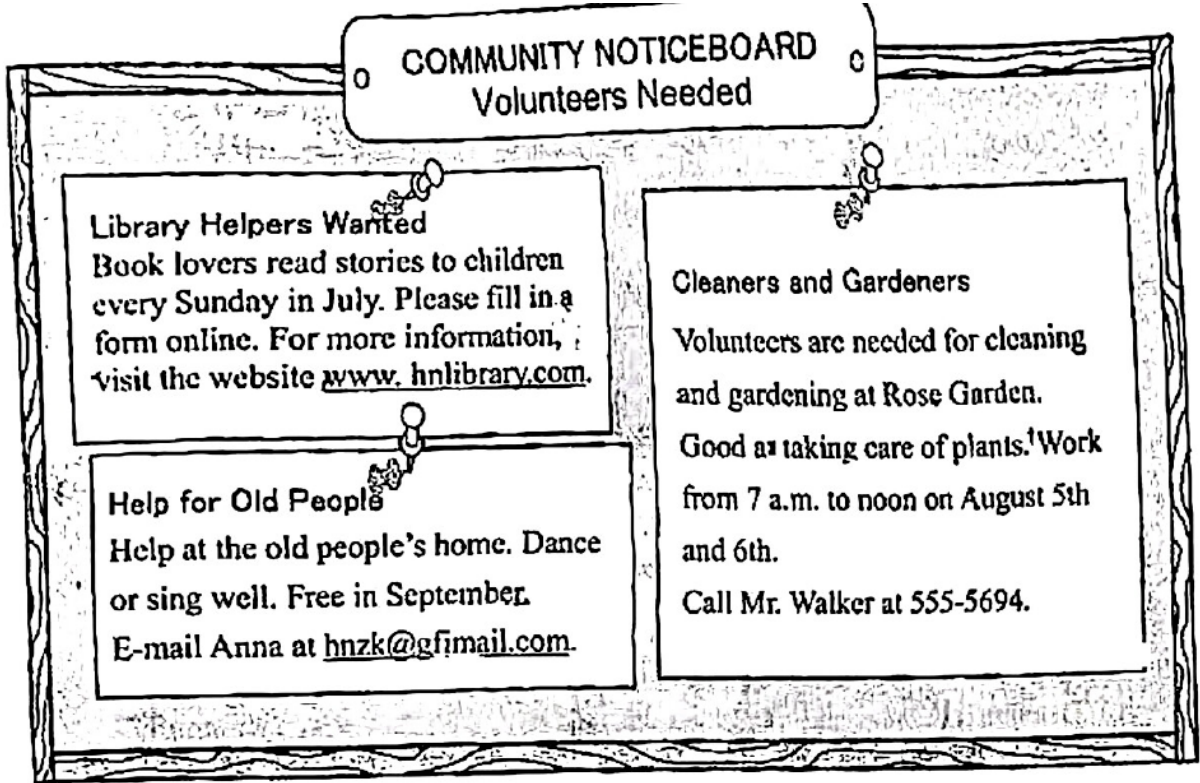 COMMUNITY NOTICEBOARD
Volunteers Needed
Library Helpers Wanted
Book lovers read stories to children
every Sunday in July. Please fill in a
form online. For more information,
visit the website www. hnlibrary.com.
Help for Old People
Help at the old people's home. Dance
or sing well. Free in September.
E-mail Anna at hnzk@gfimail.com.
Cleaners and Gardeners
Volunteers are needed for cleaning
and gardening at Rose Garden.
Good at taking care of plants. Work
from 7 a.m. to noon on August 5th
and 6th.
Call Mr. Walker at 555-5694.